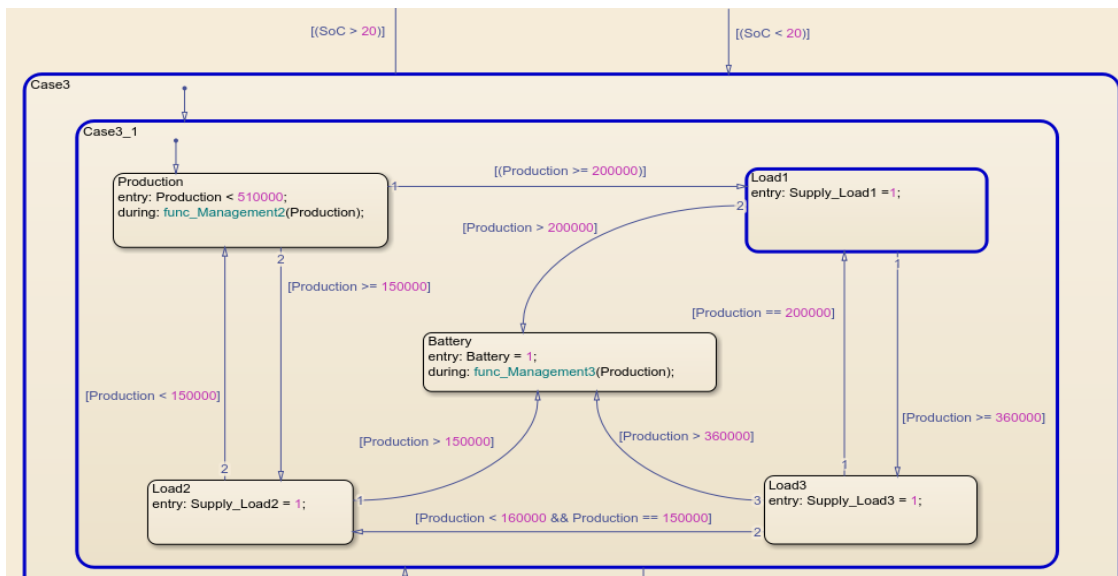 [(SoC > 20)]
[(SoC < 20)]
Case3
Case3_1
Production
entry: Production < 510000;
during: func_Management2(Production);
1
[(Production >= 200000)]
Load1
entry: Supply_Load1 =1;
2
[Production > 200000]
2
1
[Production >= 150000]
[Production == 200000]
Battery
entry: Battery = 1;
during: func_Management3(Production);
[Production < 150000]
[Production >= 360000]
[Production > 150000]
[Production > 360000]
2
1
Load2
entry: Supply_Load2 = 1;
1
3
Load3
entry: Supply_Load3 = 1;
[Production < 160000 && Production == 150000]
2